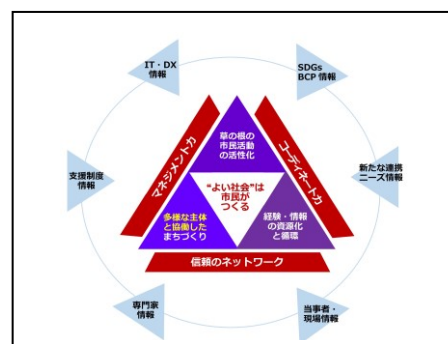 IT・DX
情報
SDGs
BCP 情報
草の根の
市民活動
の活性化
マネジメント力
コーディネート力
支援制度
情報
新たな連携
ニーズ情報
“よい社会”は
市民が
つくる
多様な主体
と協働した
まちづくり
経験・情報
の資源化
と循環
信頼のネットワーク
専門家
情報
当事者・
現場情報